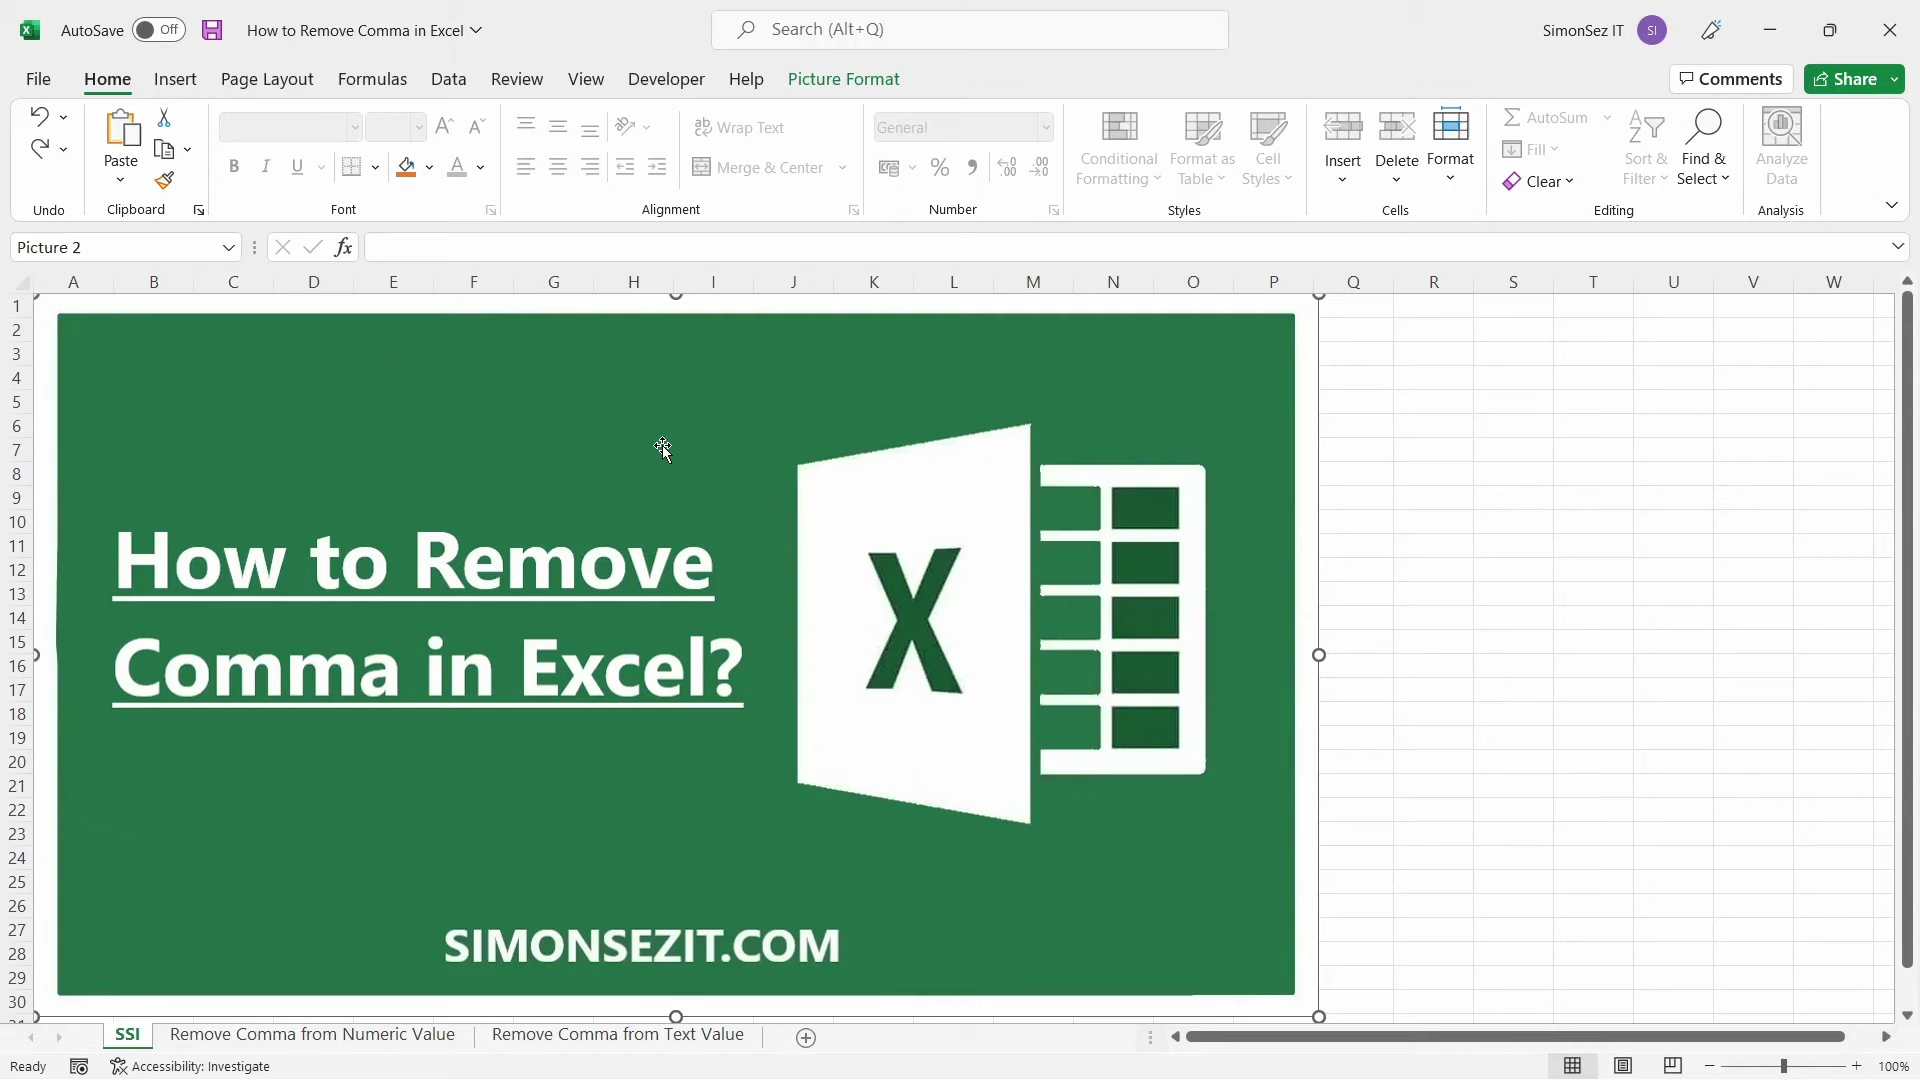 AutoSave Off How to Remove Comma in Excel Search (Alt+Q) SimonSez IT SI
File Home Insert Page Layout Formulas Data Review View Developer Help Picture Format Comments Share
Paste
Wrap Text
Merge & Center
General
Conditional Formatting
Format as Table
Cell Styles
Insert
Delete
Format
AutoSum
Fill
Clear
Sort & Filter
Find & Select
Analyze Data
Undo Clipboard Font Alignment Number Styles Cells Editing Analysis
Picture 2 fx
A B C D E F G H I J K L M N O P Q R S T U V W
1
2
3
4
5
6
7
8
9
10
11
12
13
14
15
16
17
18
19
20
21
22
23
24
25
26
27
28
29
30
How to Remove
Comma in Excel?
X
SIMONSEZIT.COM
SSI Remove Comma from Numeric Value Remove Comma from Text Value
Ready Accessibility: Investigate 100%